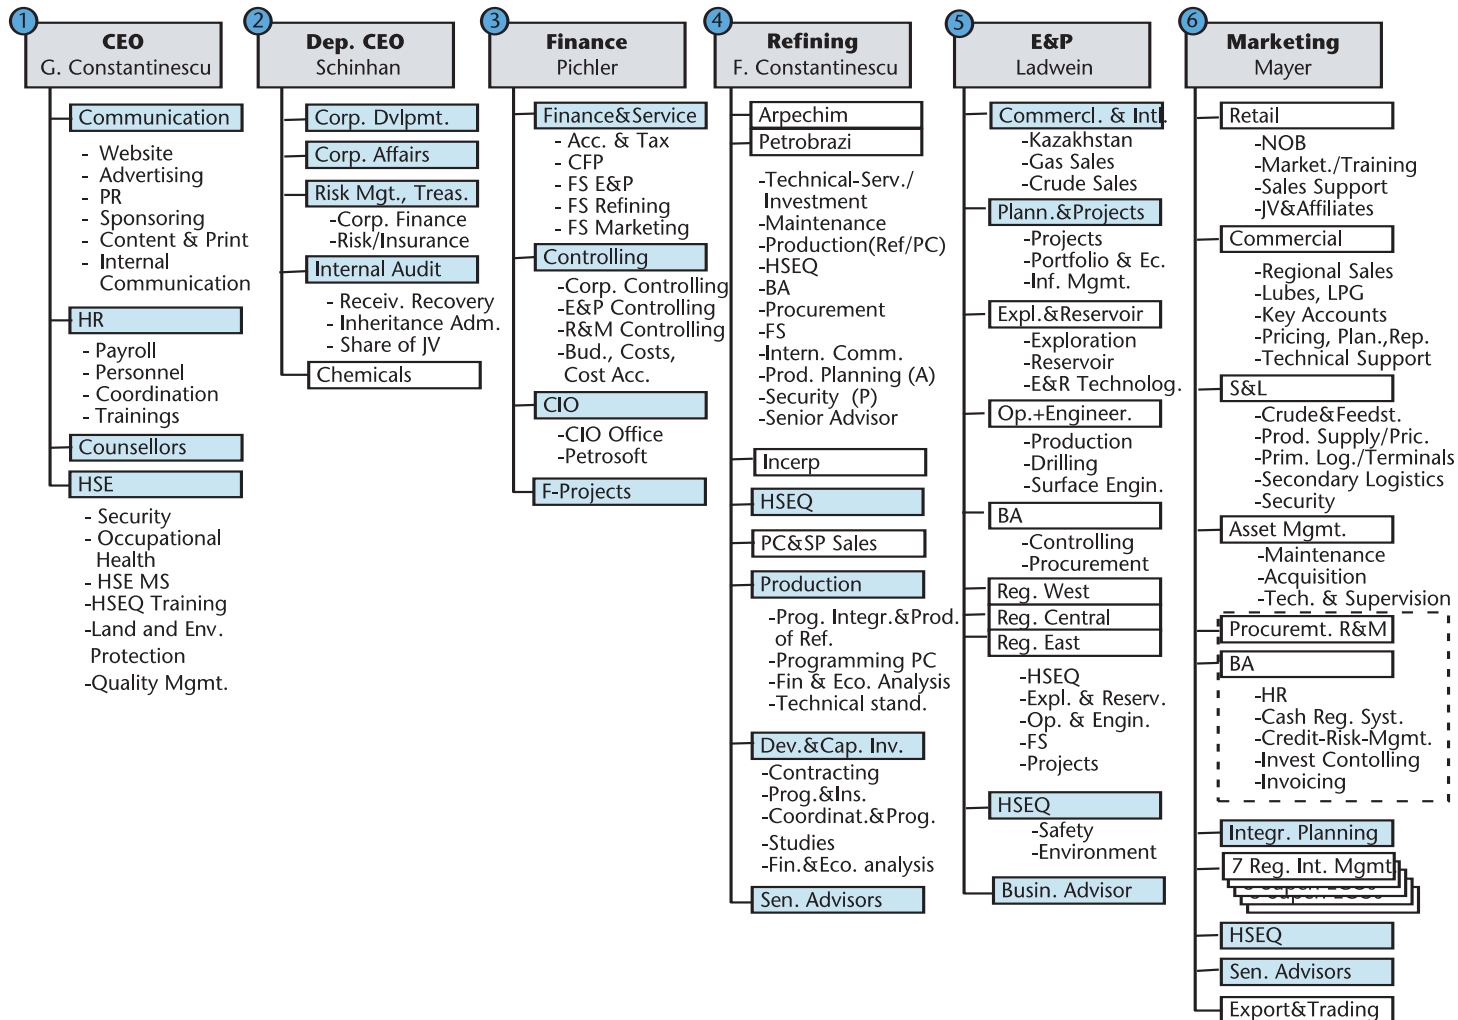 1
CEO
G. Constantinescu
Communication
- Website
- Advertising
- PR
- Sponsoring
- Content & Print
- Internal
Communication
HR
- Payroll
- Personnel
- Coordination
- Trainings
Counsellors
HSE
- Security
- Occupational
Health
- HSE MS
-HSEQ Training
-Land and Env.
Protection
-Quality Mgmt.
2
Dep. CEO
Schinhan
Corp. Dvlpmt.
Corp. Affairs
Risk Mgt., Treas.
-Corp. Finance
-Risk/Insurance
Internal Audit
- Receiv. Recovery
- Inheritance Adm.
- Share of JV
Chemicals
3
Finance
Pichler
Finance&Service
- Acc. & Tax
- CFP
- FS E&P
- FS Refining
- FS Marketing
Controlling
-Corp. Controlling
-E&P Controlling
-R&M Controlling
-Bud., Costs,
Cost Acc.
CIO
-CIO Office
-Petrosoft
F-Projects
4
Refining
F. Constantinescu
Arpechim
Petrobrazi
-Technical-Serv./
Investment
-Maintenance
-Production(Ref/PC)
-HSEQ
-BA
-Procurement
-FS
-Intern. Comm.
-Prod. Planning (A)
-Security (P)
-Senior Advisor
Incerp
HSEQ
PC&SP Sales
Production
-Prog. Integr.&Prod.
of Ref.
-Programming PC
-Fin & Eco. Analysis
-Technical stand.
Dev.&Cap. Inv.
-Contracting
-Prog.&Ins.
-Coordinat.&Prog.
-Studies
-Fin.&Eco. analysis
Sen. Advisors
5
E&P
Ladwein
Commercl. & Intl.
-Kazakhstan
-Gas Sales
-Crude Sales
Plann.&Projects
-Projects
-Portfolio & Ec.
-Inf. Mgmt.
Expl.&Reservoir
-Exploration
-Reservoir
-E&R Technolog.
Op.+Engineer.
-Production
-Drilling
-Surface Engin.
BA
-Controlling
-Procurement
Reg. West
Reg. Central
Reg. East
-HSEQ
-Expl. & Reserv.
-Op. & Engin.
-FS
-Projects
HSEQ
-Safety
-Environment
Busin. Advisor
6
Marketing
Mayer
Retail
-NOB
-Market./Training
-Sales Support
-JV&Affiliates
Commercial
-Regional Sales
-Lubes, LPG
-Key Accounts
-Pricing, Plan.,Rep.
-Technical Support
S&L
-Crude&Feedst.
-Prod. Supply/Pric.
-Prim. Log./Terminals
-Secondary Logistics
-Security
Asset Mgmt.
-Maintenance
-Acquisition
-Tech. & Supervision
Procuremt. R&M
BA
-HR
-Cash Reg. Syst.
-Credit-Risk-Mgmt.
-Invest Contolling
-Invoicing
Integr. Planning
7 Reg. Int. Mgmt.
HSEQ
Sen. Advisors
Export&Trading